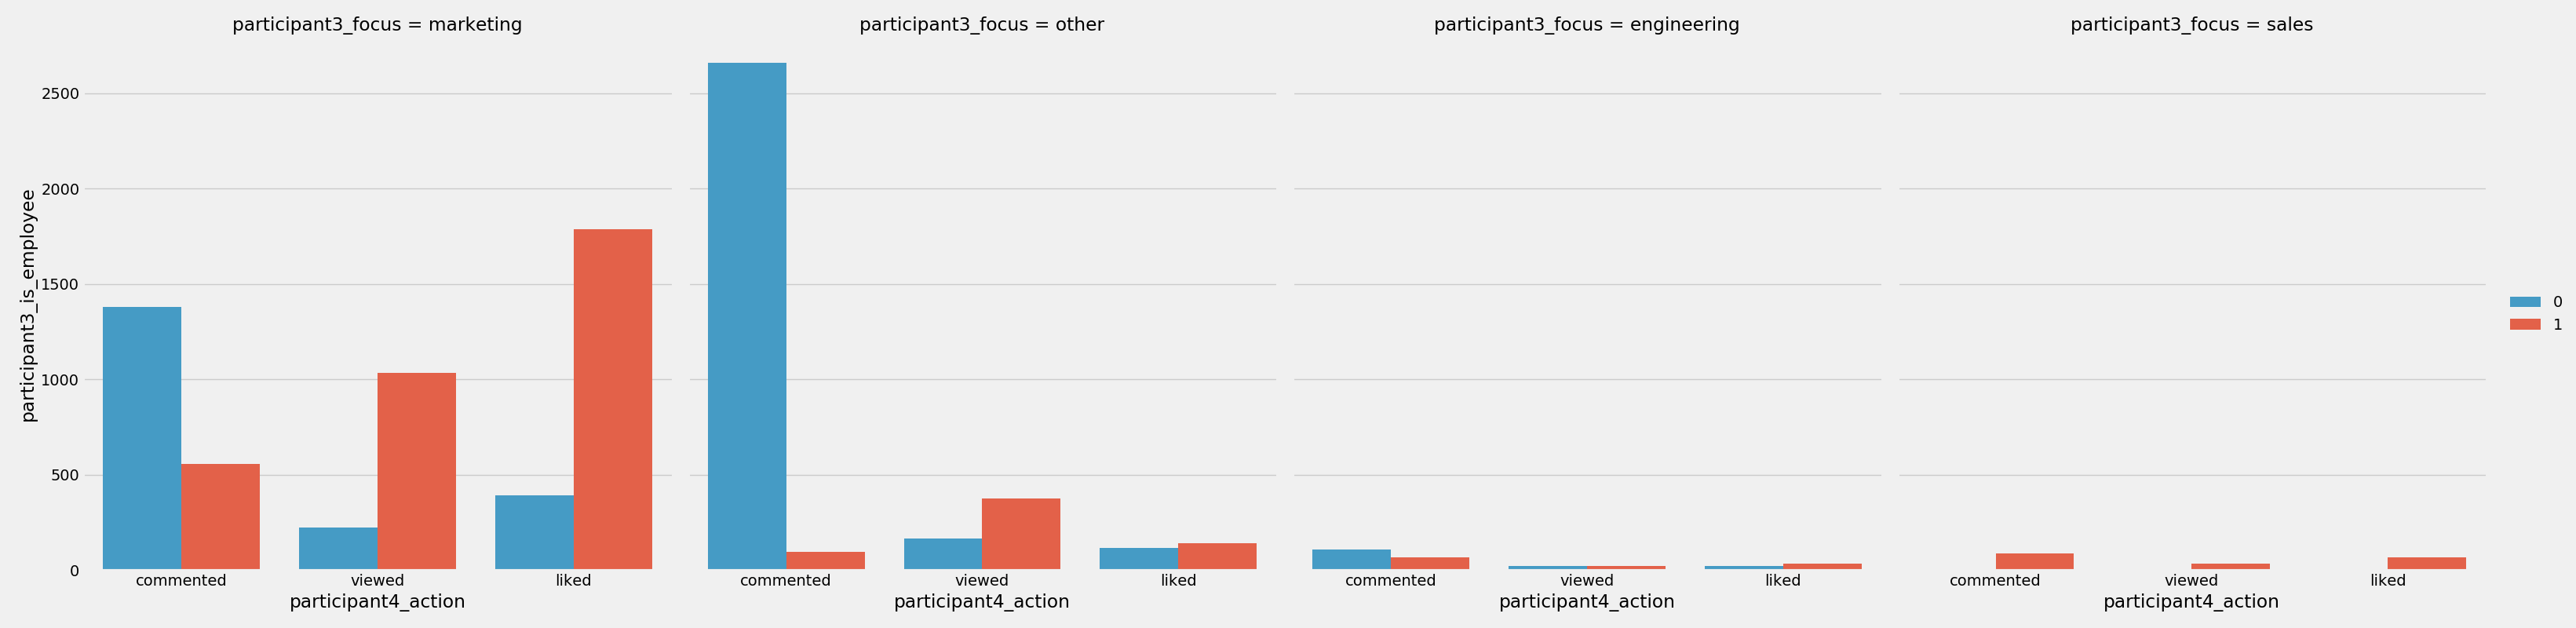 participant3_focus = marketing
participant3_focus = other
participant3_focus = engineering
participant3_focus = sales
participant3_is_employee
2500
2000
1500
1000
500
0
commented viewed liked
commented viewed liked
commented viewed liked
commented viewed liked
participant4_action
participant4_action
participant4_action
participant4_action
0
1